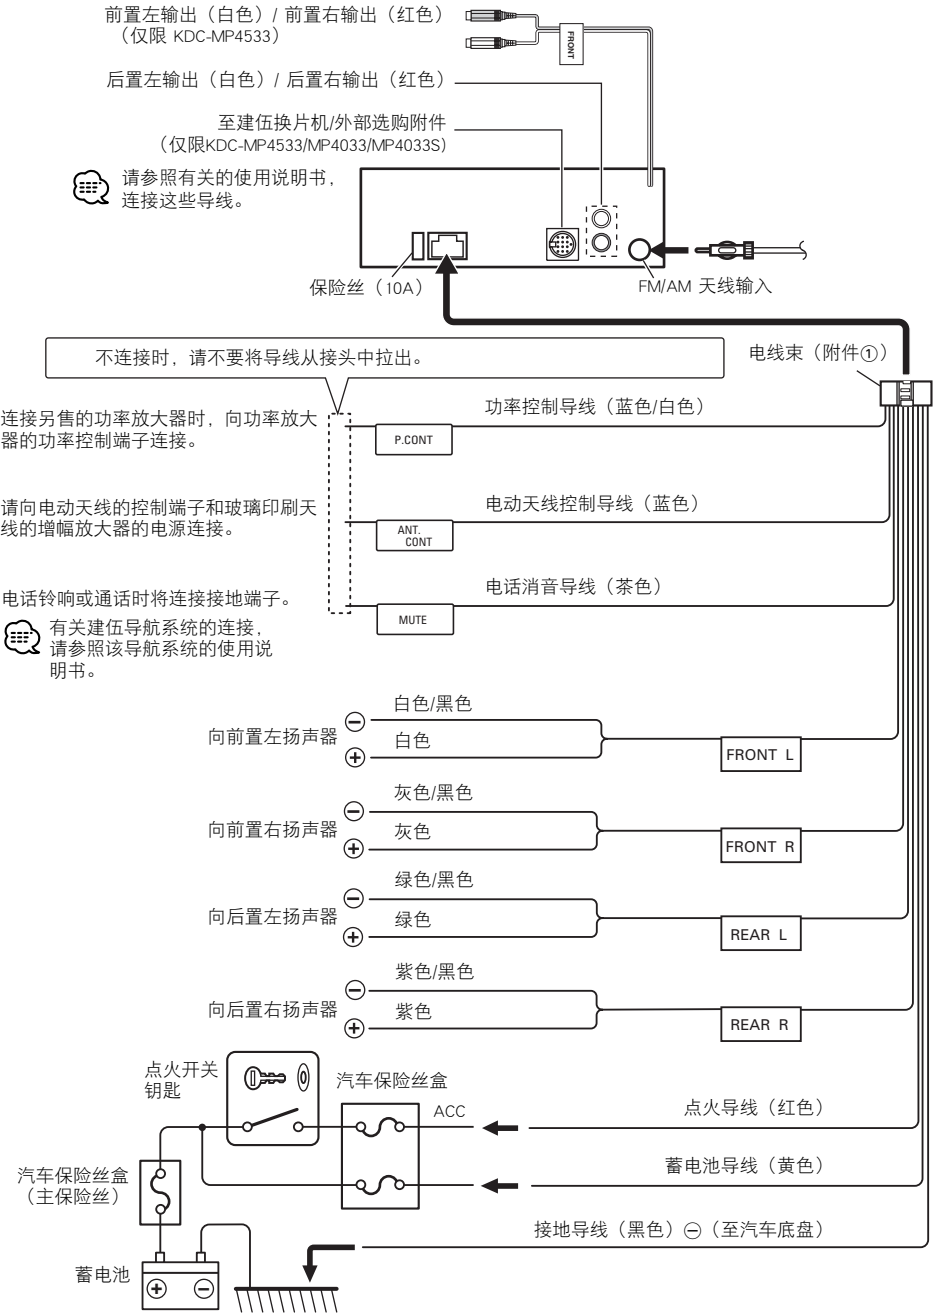 前置左输出（白色）/ 前置右输出（红色）
（仅限 KDC-MP4533）
FRONT
后置左输出（白色）/ 后置右输出（红色）
至建伍换片机/外部选购附件
（仅限KDC-MP4533/MP4033/MP4033S）
请参照有关的使用说明书，
连接这些导线。
保险丝（10A）
FM/AM 天线输入
不连接时，请不要将导线从接头中拉出。
电线束（附件①）
连接另售的功率放大器时，向功率放大
器的功率控制端子连接。
功率控制导线（蓝色/白色）
P.CONT
请向电动天线的控制端子和玻璃印刷天
线的增幅放大器的电源连接。
电动天线控制导线（蓝色）
ANT.
CONT
电话铃响或通话时将连接接地端子。
电话消音导线（茶色）
MUTE
有关建伍导航系统的连接，
请参照该导航系统的使用说
明书。
白色/黑色
⊖
向前置左扬声器
白色
⊕
FRONT L
灰色/黑色
⊖
向前置右扬声器
灰色
⊕
FRONT R
绿色/黑色
⊖
向后置左扬声器
绿色
⊕
REAR L
紫色/黑色
⊖
向后置右扬声器
紫色
⊕
REAR R
点火开关
钥匙
汽车保险丝盒
ACC
点火导线（红色）
汽车保险丝盒
（主保险丝）
蓄电池导线（黄色）
接地导线（黑色）⊖（至汽车底盘）
蓄电池
⊕ ⊖